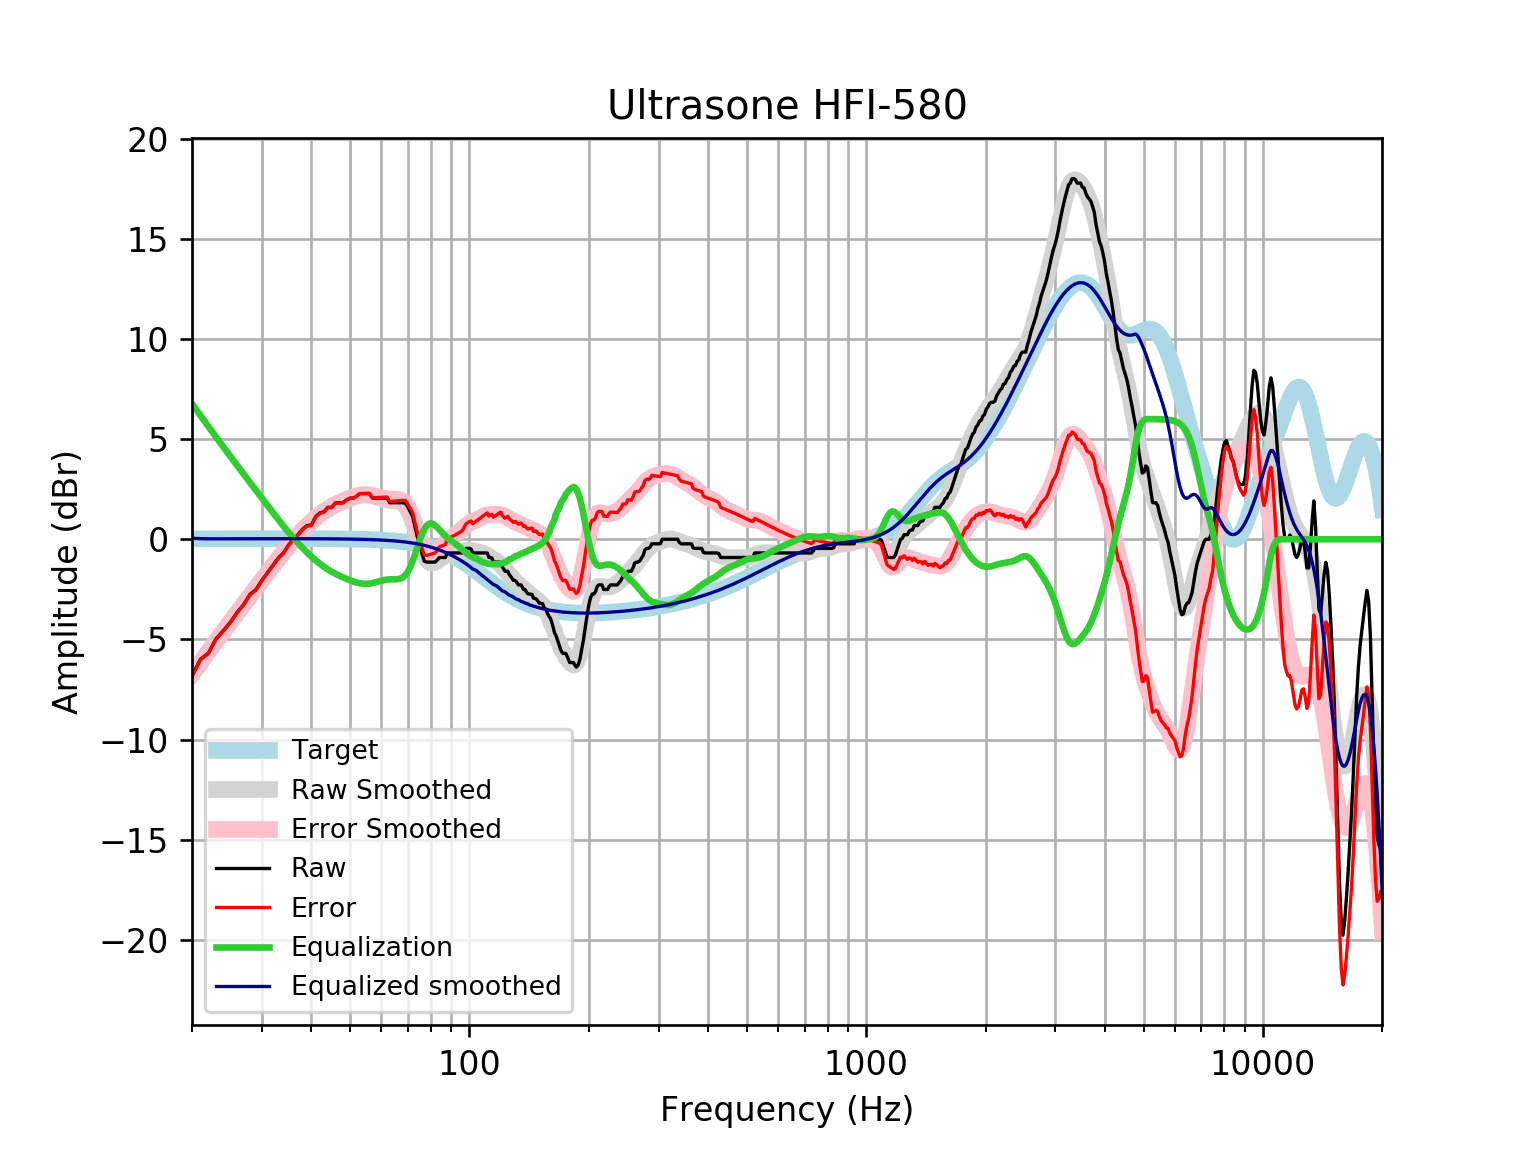 Ultrasone HFI-580
20
15
10
5
0
−5
−10
−15
−20
Amplitude (dBr)
Target
Raw Smoothed
Error Smoothed
Raw
Error
Equalization
Equalized smoothed
100
1000
10000
Frequency (Hz)